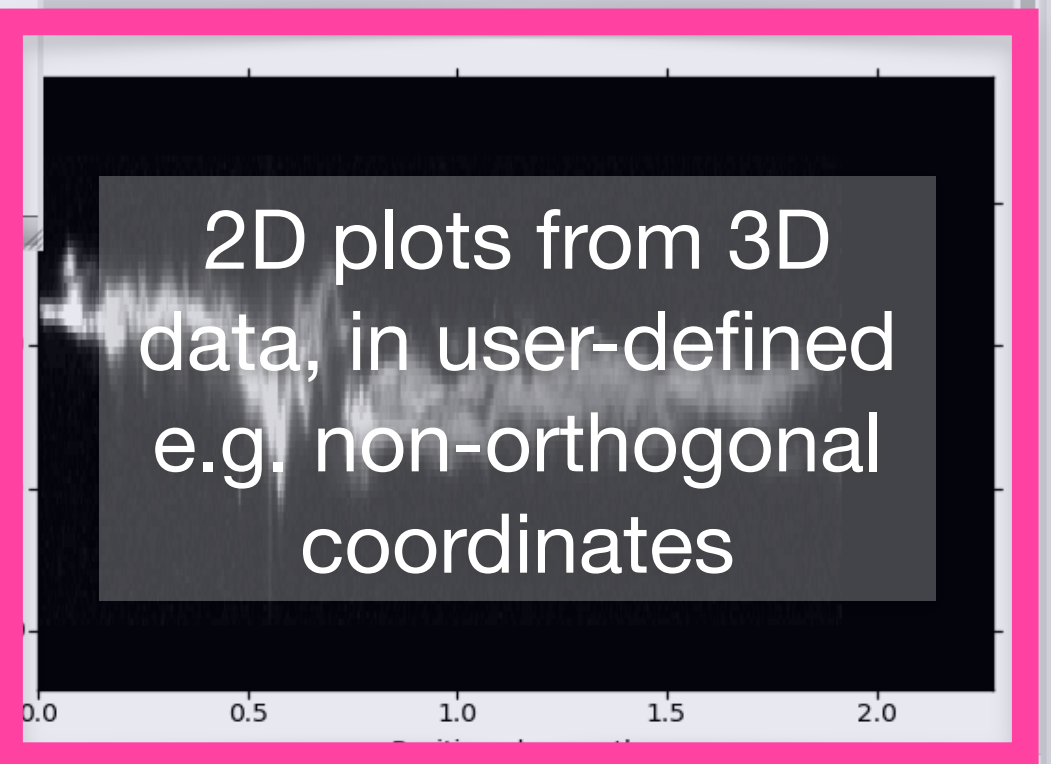 2D plots from 3D
data, in user-defined
e.g. non-orthogonal
coordinates
0.0 0.5 1.0 1.5 2.0